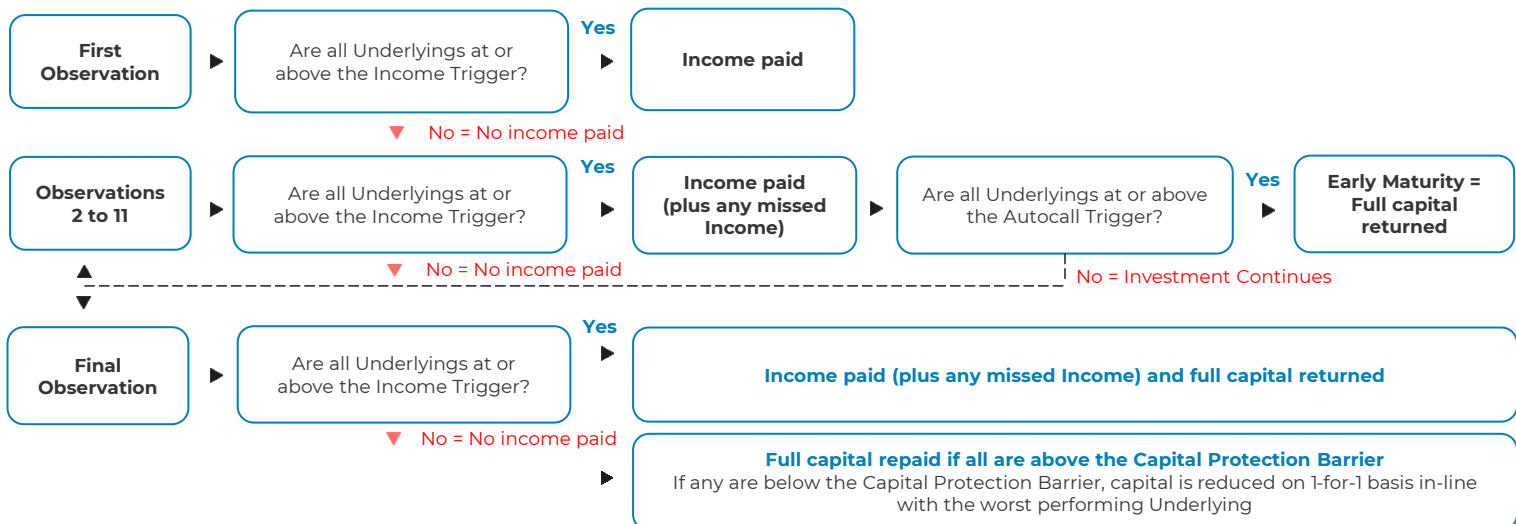 First
Observation
Are all Underlyings at or
above the Income Trigger?
Yes
Income paid
No = No income paid
Observations
2 to 11
Are all Underlyings at or
above the Income Trigger?
Yes
Income paid
(plus any missed
Income)
Are all Underlyings at or above
the Autocall Trigger?
Yes
Early Maturity =
Full capital
returned
No = No income paid
No = Investment Continues
Final
Observation
Are all Underlyings at or
above the Income Trigger?
Yes
Income paid (plus any missed Income) and full capital returned
No = No income paid
Full capital repaid if all are above the Capital Protection Barrier
If any are below the Capital Protection Barrier, capital is reduced on 1-for-1 basis in-line
with the worst performing Underlying